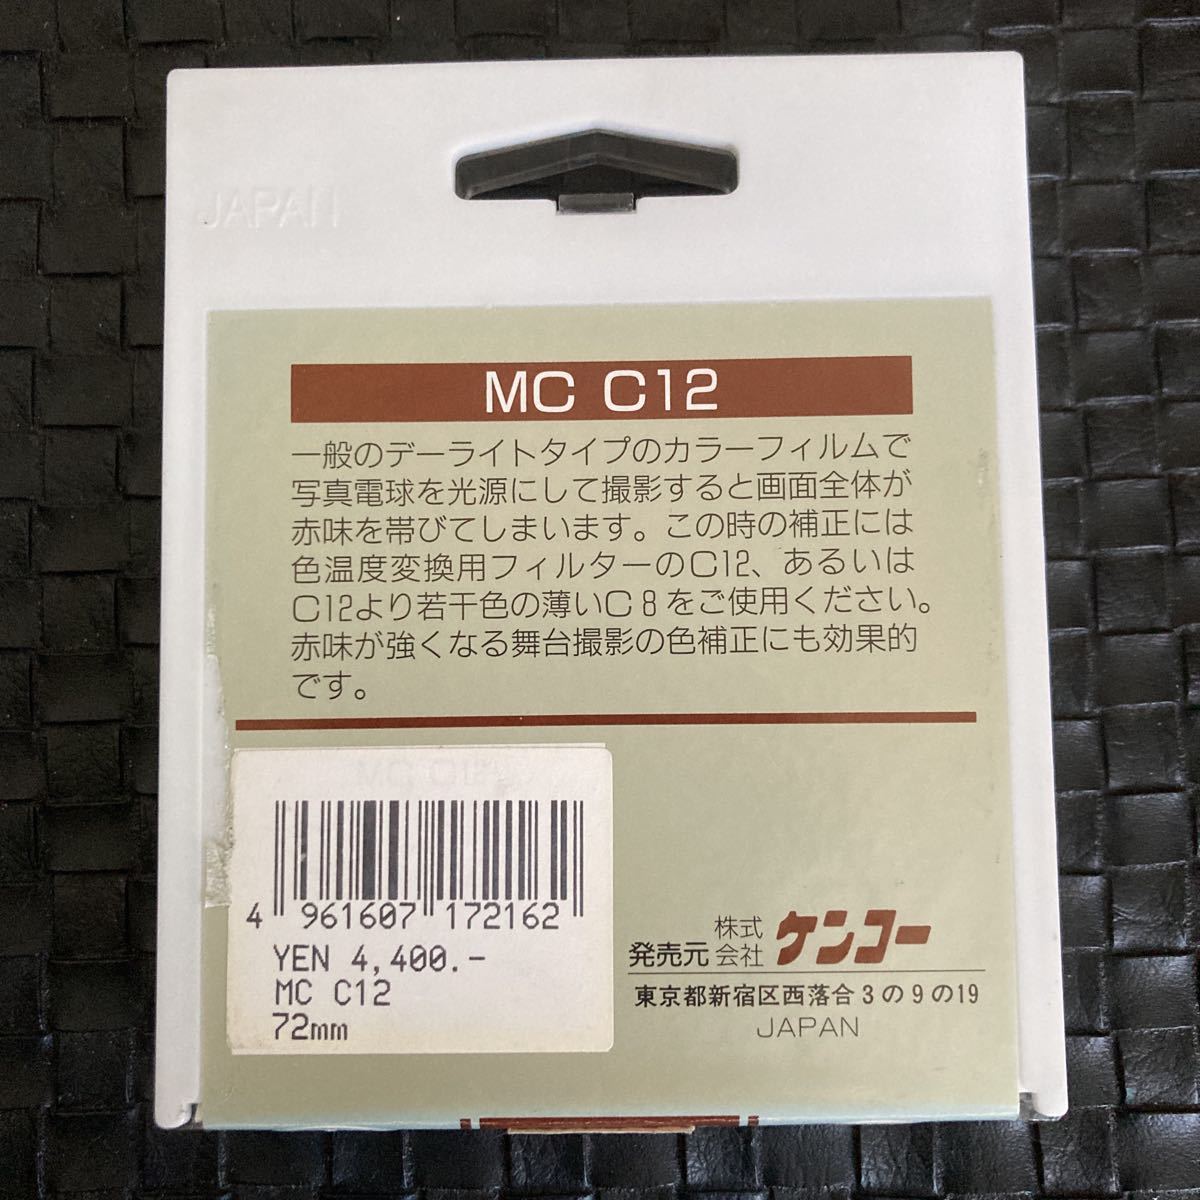 JAPAN
MC C12
一般のデーライトタイプのカラーフィルムで
写真電球を光源にして撮影すると画面全体が
赤味を帯びてしまいます。この時の補正には
色温度変換用フィルターのC12、あるいは
C12より若干色の薄いC8をご使用ください。
赤味が強くなる舞台撮影の色補正にも効果的
です。
MC C12
4 961607 172162
YEN 4,400.-
MC C12
72mm
発売元 株式会社 ケンコー
東京都新宿区西落合3の9の19
JAPAN